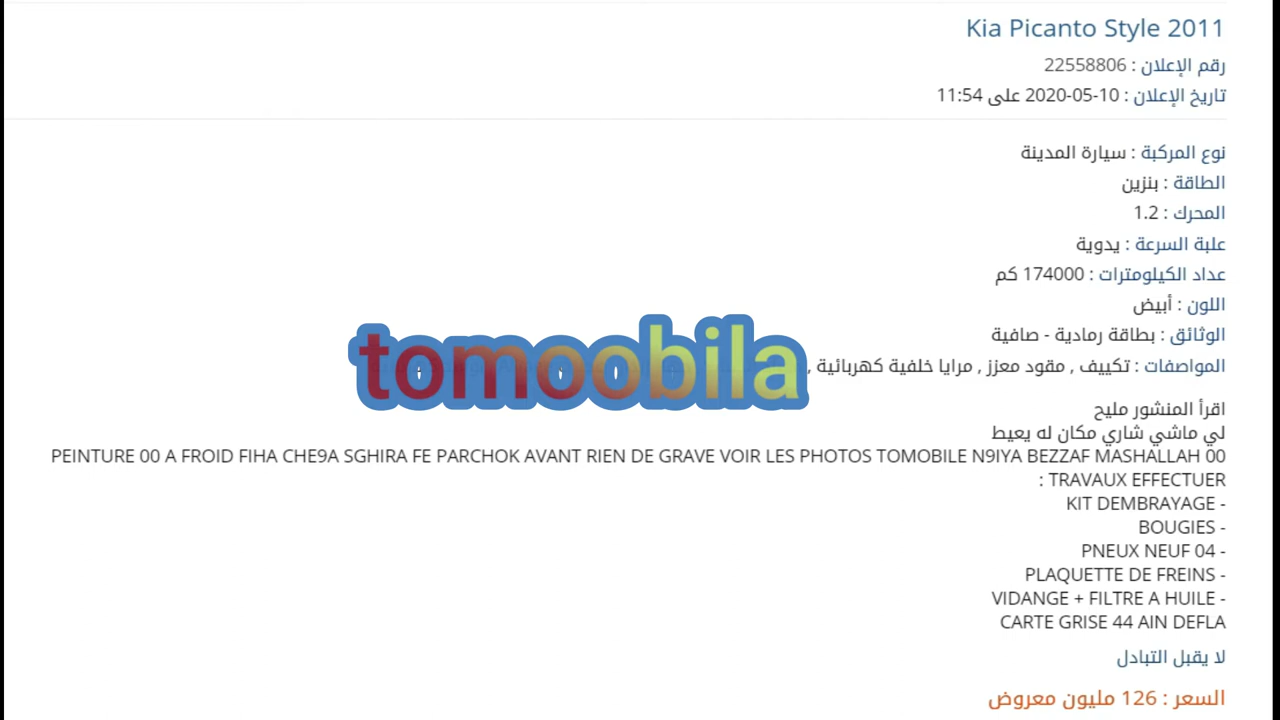 Kia Picanto Style 2011
رقم الإعلان : 22558806
تاريخ الإعلان : 10-05-2020 على 11:54
نوع المركبة : سيارة المدينة
الطاقة : بنزين
المحرك : 1.2
علبة السرعة : يدوية
عداد الكيلومترات : 174000 كم
اللون : أبيض
الوثائق : بطاقة رمادية - صافية
المواصفات : تكييف , مقود معزز , مرايا خلفية كهربائية ,
tomoobila
اقرأ المنشور مليح
لي ماشي شاري مكان له يعيط
PEINTURE 00 A FROID FIHA CHE9A SGHIRA FE PARCHOK AVANT RIEN DE GRAVE VOIR LES PHOTOS TOMOBILE N9IYA BEZZAF MASHALLAH 00
TRAVAUX EFFECTUER :
- KIT DEMBRAYAGE
- BOUGIES
- PNEUX NEUF 04
- PLAQUETTE DE FREINS
- VIDANGE + FILTRE A HUILE
CARTE GRISE 44 AIN DEFLA
لا يقبل التبادل
السعر : 126 مليون معروض